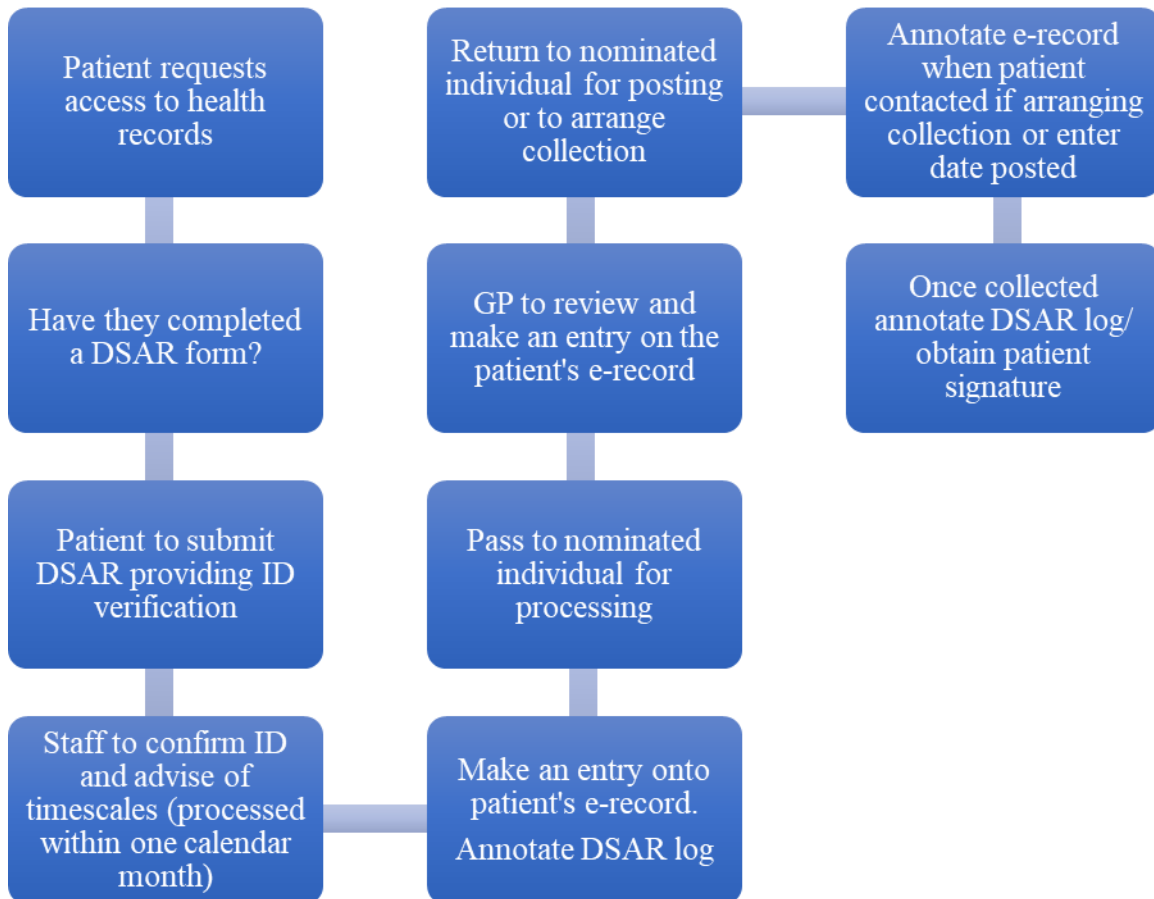 Patient requests
access to health
records
Have they completed
a DSAR form?
Patient to submit
DSAR providing ID
verification
Staff to confirm ID
and advise of
timescales (processed
within one calendar
month)
Make an entry onto
patient's e-record.
Annotate DSAR log
Pass to nominated
individual for
processing
GP to review and
make an entry on the
patient's e-record
Return to nominated
individual for posting
or to arrange
collection
Annotate e-record
when patient
contacted if arranging
collection or enter
date posted
Once collected
annotate DSAR log/
obtain patient
signature